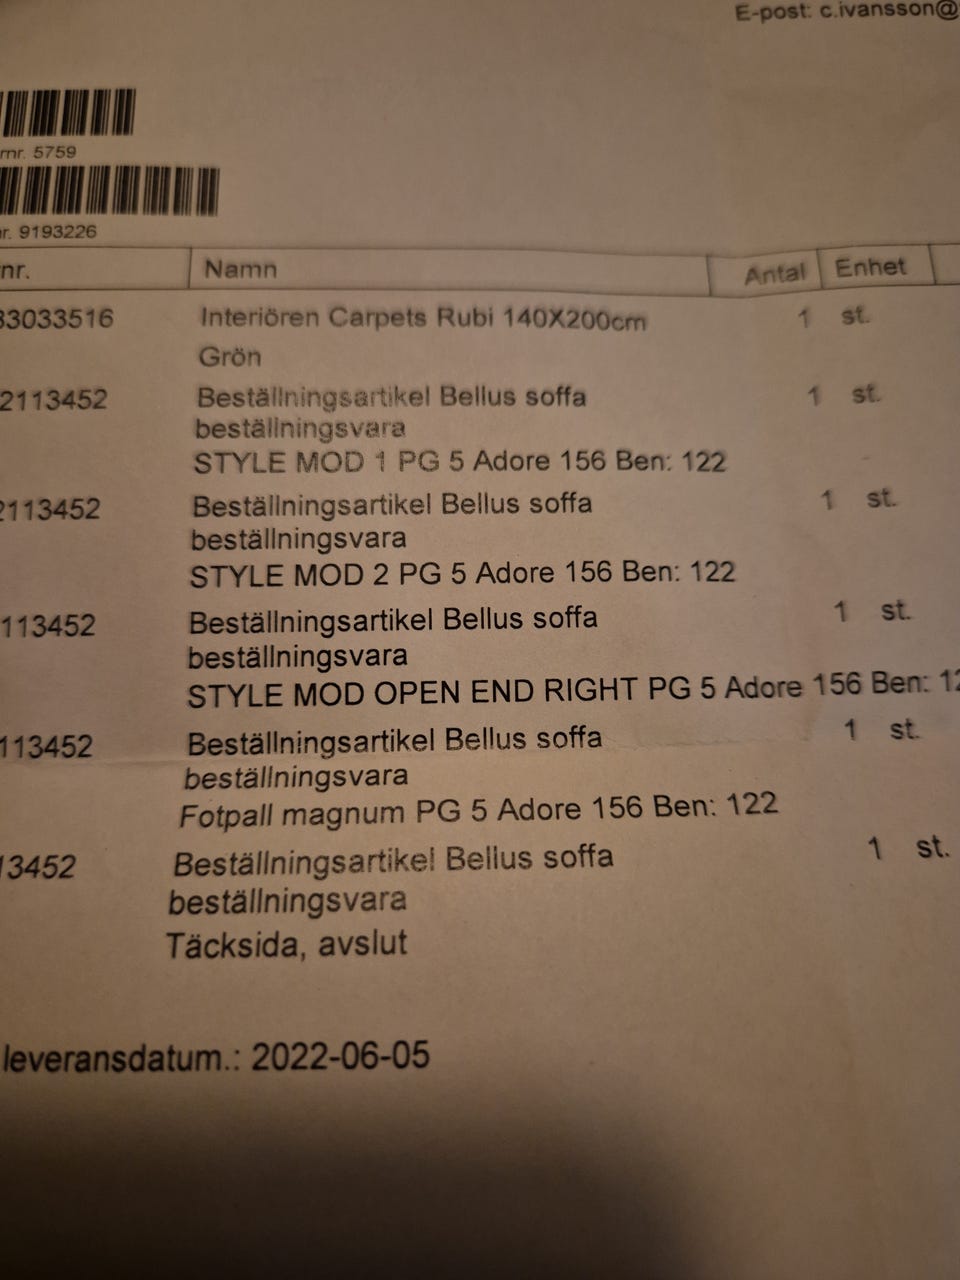 E-post: c.ivansson@
rnr. 5759
nr. 9193226
nr. Namn Antal Enhet
33033516 Interiören Carpets Rubi 140X200cm 1 st.
Grön
2113452 Beställningsartikel Bellus soffa 1 st.
beställningsvara
STYLE MOD 1 PG 5 Adore 156 Ben: 122
2113452 Beställningsartikel Bellus soffa 1 st.
beställningsvara
STYLE MOD 2 PG 5 Adore 156 Ben: 122
113452 Beställningsartikel Bellus soffa 1 st.
beställningsvara
STYLE MOD OPEN END RIGHT PG 5 Adore 156 Ben: 12
113452 Beställningsartikel Bellus soffa 1 st.
beställningsvara
Fotpall magnum PG 5 Adore 156 Ben: 122
13452 Beställningsartikel Bellus soffa 1 st.
beställningsvara
Täcksida, avslut
leveransdatum.: 2022-06-05